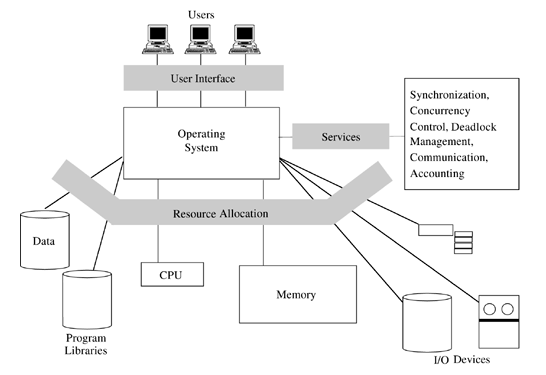 Users
User Interface
Operating
System
Services
Synchronization,
Concurrency
Control, Deadlock
Management,
Communication,
Accounting
Resource Allocation
Data
CPU
Memory
Program
Libraries
I/O Devices